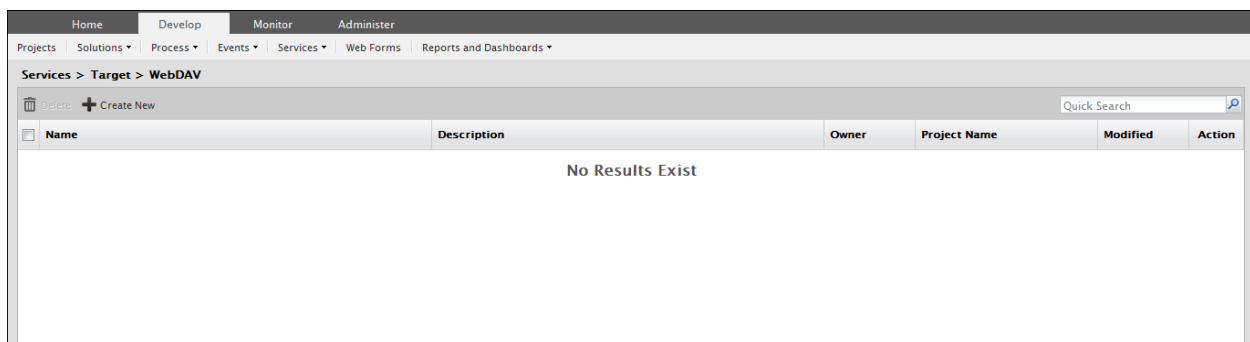 Home Develop Monitor Administer
Projects Solutions Process Events Services Web Forms Reports and Dashboards
Services > Target > WebDAV
Delete Create New Quick Search
Name Description Owner Project Name Modified Action
No Results Exist